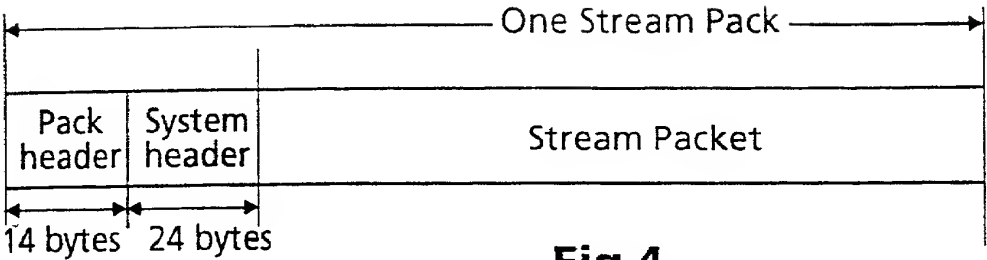 One Stream Pack
Pack header
System header
Stream Packet
14 bytes
24 bytes
Fig 4